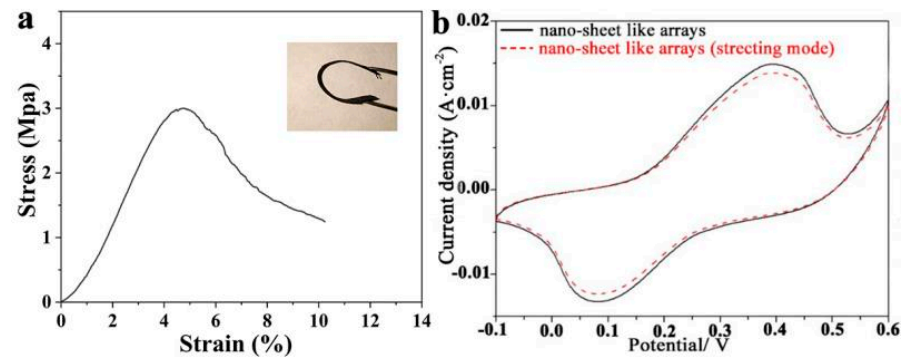 a
Stress (Mpa)
4
3
2
1
0
0 2 4 6 8 10 12 14
Strain (%)
b
nano-sheet like arrays
nano-sheet like arrays (strecting mode)
Current density (A·cm⁻²)
0.02
0.01
0.00
-0.01
-0.1 0.0 0.1 0.2 0.3 0.4 0.5 0.6
Potential/ V